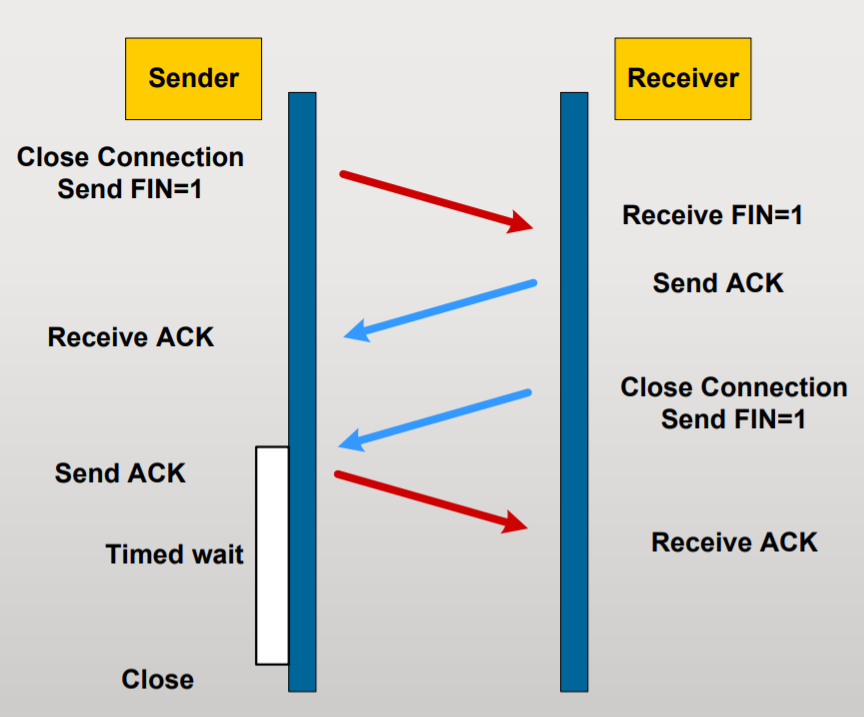 Sender
Receiver
Close Connection
Send FIN=1
Receive FIN=1
Send ACK
Receive ACK
Close Connection
Send FIN=1
Send ACK
Receive ACK
Timed wait
Close